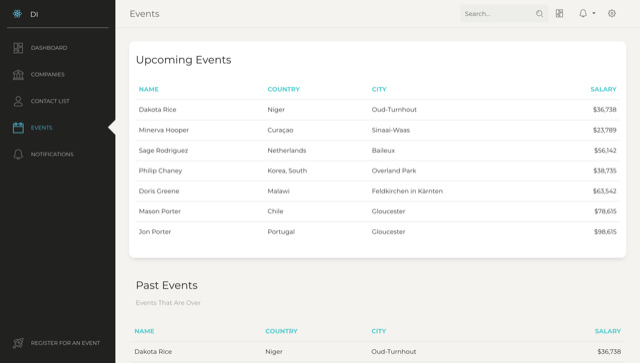 DI
DASHBOARD
COMPANIES
CONTACT LIST
EVENTS
NOTIFICATIONS
REGISTER FOR AN EVENT
Events
Search...
Upcoming Events
NAME COUNTRY CITY SALARY
Dakota Rice Niger Oud-Turnhout $36,738
Minerva Hooper Curaçao Sinaai-Waas $23,789
Sage Rodriguez Netherlands Baileux $56,142
Philip Chaney Korea, South Overland Park $38,735
Doris Greene Malawi Feldkirchen in Kärnten $63,542
Mason Porter Chile Gloucester $78,615
Jon Porter Portugal Gloucester $98,615
Past Events
Events That Are Over
NAME COUNTRY CITY SALARY
Dakota Rice Niger Oud-Turnhout $36,738